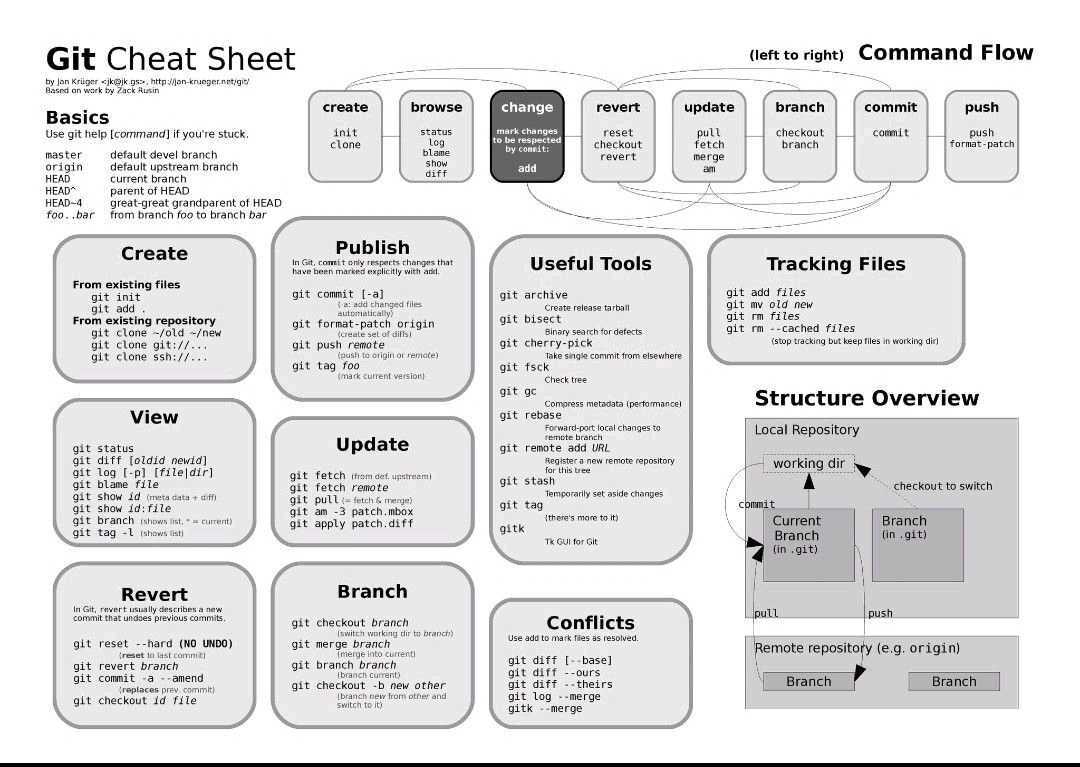 Git Cheat Sheet
by Jan Krüger <jk@jk.gs>, http://jan-krueger.net/git/
Based on work by Zack Rusin
Basics
Use git help [command] if you're stuck.
master default devel branch
origin default upstream branch
HEAD current branch
HEAD^ parent of HEAD
HEAD~4 great-great grandparent of HEAD
foo..bar from branch foo to branch bar
(left to right) Command Flow
create
init
clone
browse
status
log
blame
show
diff
change
mark changes
to be respected
by commit:
add
revert
reset
checkout
revert
update
pull
fetch
merge
am
branch
checkout
branch
commit
commit
push
push
format-patch
Create
From existing files
git init
git add .
From existing repository
git clone ~/old ~/new
git clone git://...
git clone ssh://...
View
git status
git diff [oldid newid]
git log [-p] [file|dir]
git blame file
git show id (meta data + diff)
git show id:file
git branch (shows list, * = current)
git tag -l (shows list)
Revert
In Git, revert usually describes a new
commit that undoes previous commits.
git reset --hard (NO UNDO)
(reset to last commit)
git revert branch
git commit -a --amend
(replaces prev. commit)
git checkout id file
Publish
In Git, commit only respects changes that
have been marked explicitly with add.
git commit [-a]
(-a: add changed files
automatically)
git format-patch origin
(create set of diffs)
git push remote
(push to origin or remote)
git tag foo
(mark current version)
Update
git fetch (from def. upstream)
git fetch remote
git pull (= fetch & merge)
git am -3 patch.mbox
git apply patch.diff
Branch
git checkout branch
(switch working dir to branch)
git merge branch
(merge into current)
git branch branch
(branch current)
git checkout -b new other
(branch new from other and
switch to it)
Useful Tools
git archive
Create release tarball
git bisect
Binary search for defects
git cherry-pick
Take single commit from elsewhere
git fsck
Check tree
git gc
Compress metadata (performance)
git rebase
Forward-port local changes to
remote branch
git remote add URL
Register a new remote repository
for this tree
git stash
Temporarily set aside changes
git tag
(there's more to it)
gitk
Tk GUI for Git
Conflicts
Use add to mark files as resolved.
git diff [--base]
git diff --ours
git diff --theirs
git log --merge
gitk --merge
Tracking Files
git add files
git mv old new
git rm files
git rm --cached files
(stop tracking but keep files in working dir)
Structure Overview
Local Repository
working dir
checkout to switch
commit
Current
Branch
(in .git)
Branch
(in .git)
pull
push
Remote repository (e.g. origin)
Branch
Branch